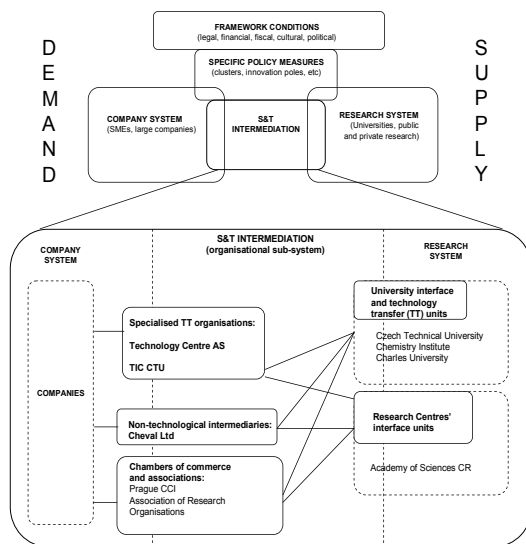 FRAMEWORK CONDITIONS
(legal, financial, fiscal, cultural, political)
SPECIFIC POLICY MEASURES
(clusters, innovation poles, etc)
DEMAND
COMPANY SYSTEM
(SMEs, large companies)
S&T
INTERMEDIATION
RESEARCH SYSTEM
(Universities, public
and private research)
SUPPLY
COMPANY
SYSTEM
S&T INTERMEDIATION
(organisational sub-system)
RESEARCH
SYSTEM
COMPANIES
Specialised TT organisations:
Technology Centre AS
TIC CTU
Non-technological intermediaries:
Cheval Ltd
Chambers of commerce
and associations:
Prague CCI
Association of Research
Organisations
University interface
and technology
transfer (TT) units
Czech Technical University
Chemistry Institute
Charles University
Research Centres'
interface units
Academy of Sciences CR